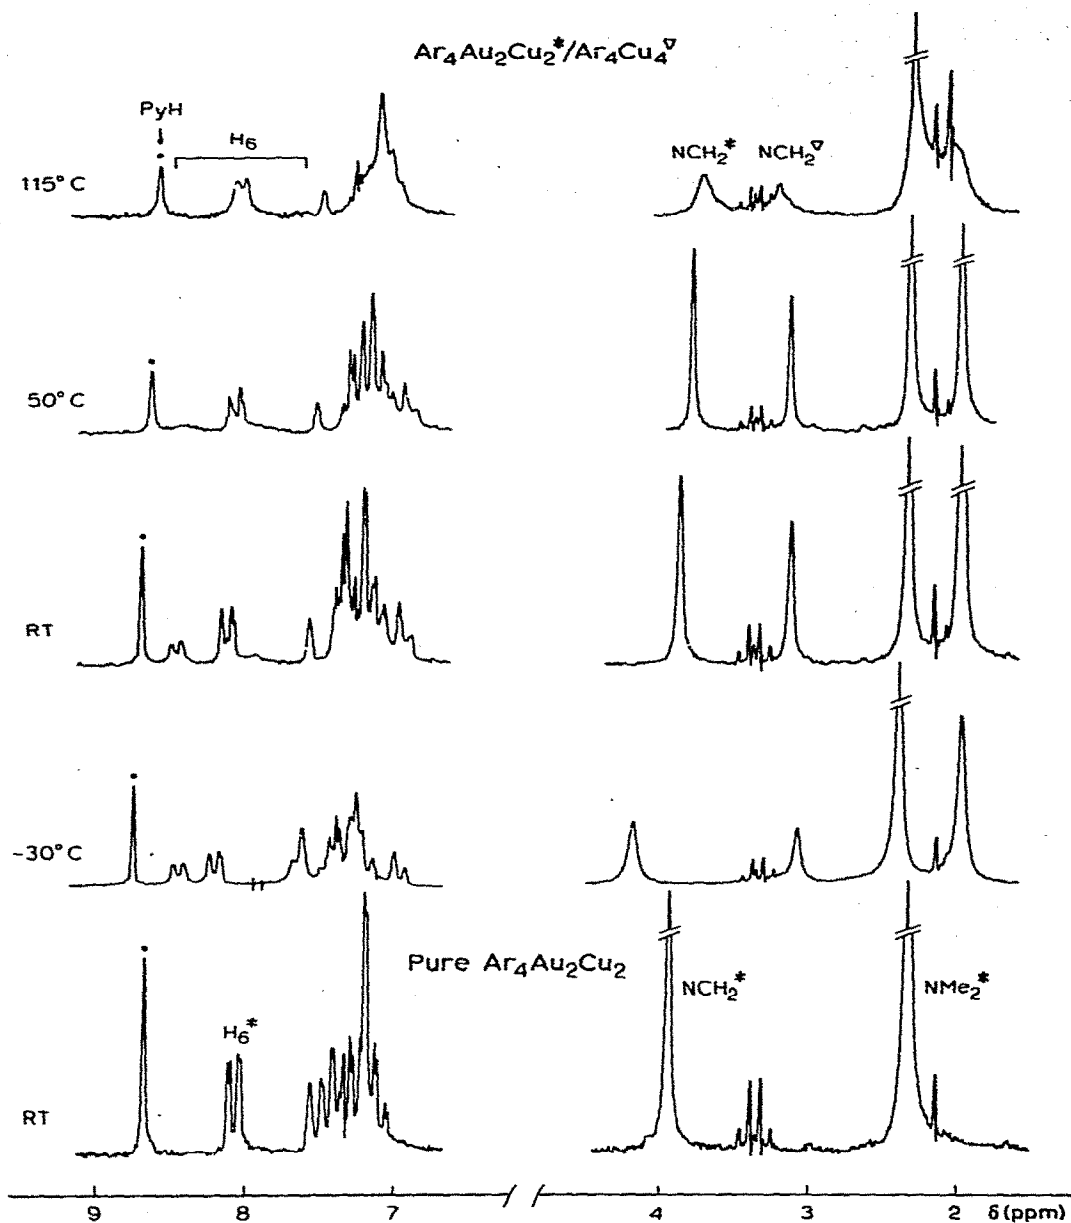 Ar₄Au₂Cu₂*/Ar₄Cu₄▽
PyH
H₆
NCH₂* NCH₂▽
115°C
50°C
RT
-30°C
Pure Ar₄Au₂Cu₂
NCH₂* NMe₂*
H₆*
RT
9 8 7 4 3 2 δ(ppm)